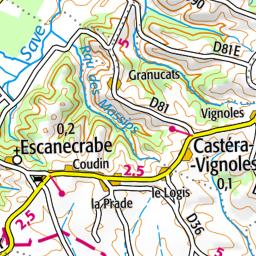 Save
5
D81E
Granucats
D81
Vignoles
0,2
Escanecrabe
Coudin
Castéra-
Vignoles
2,5
0,1
le Logis
la Prade
2,5
D36